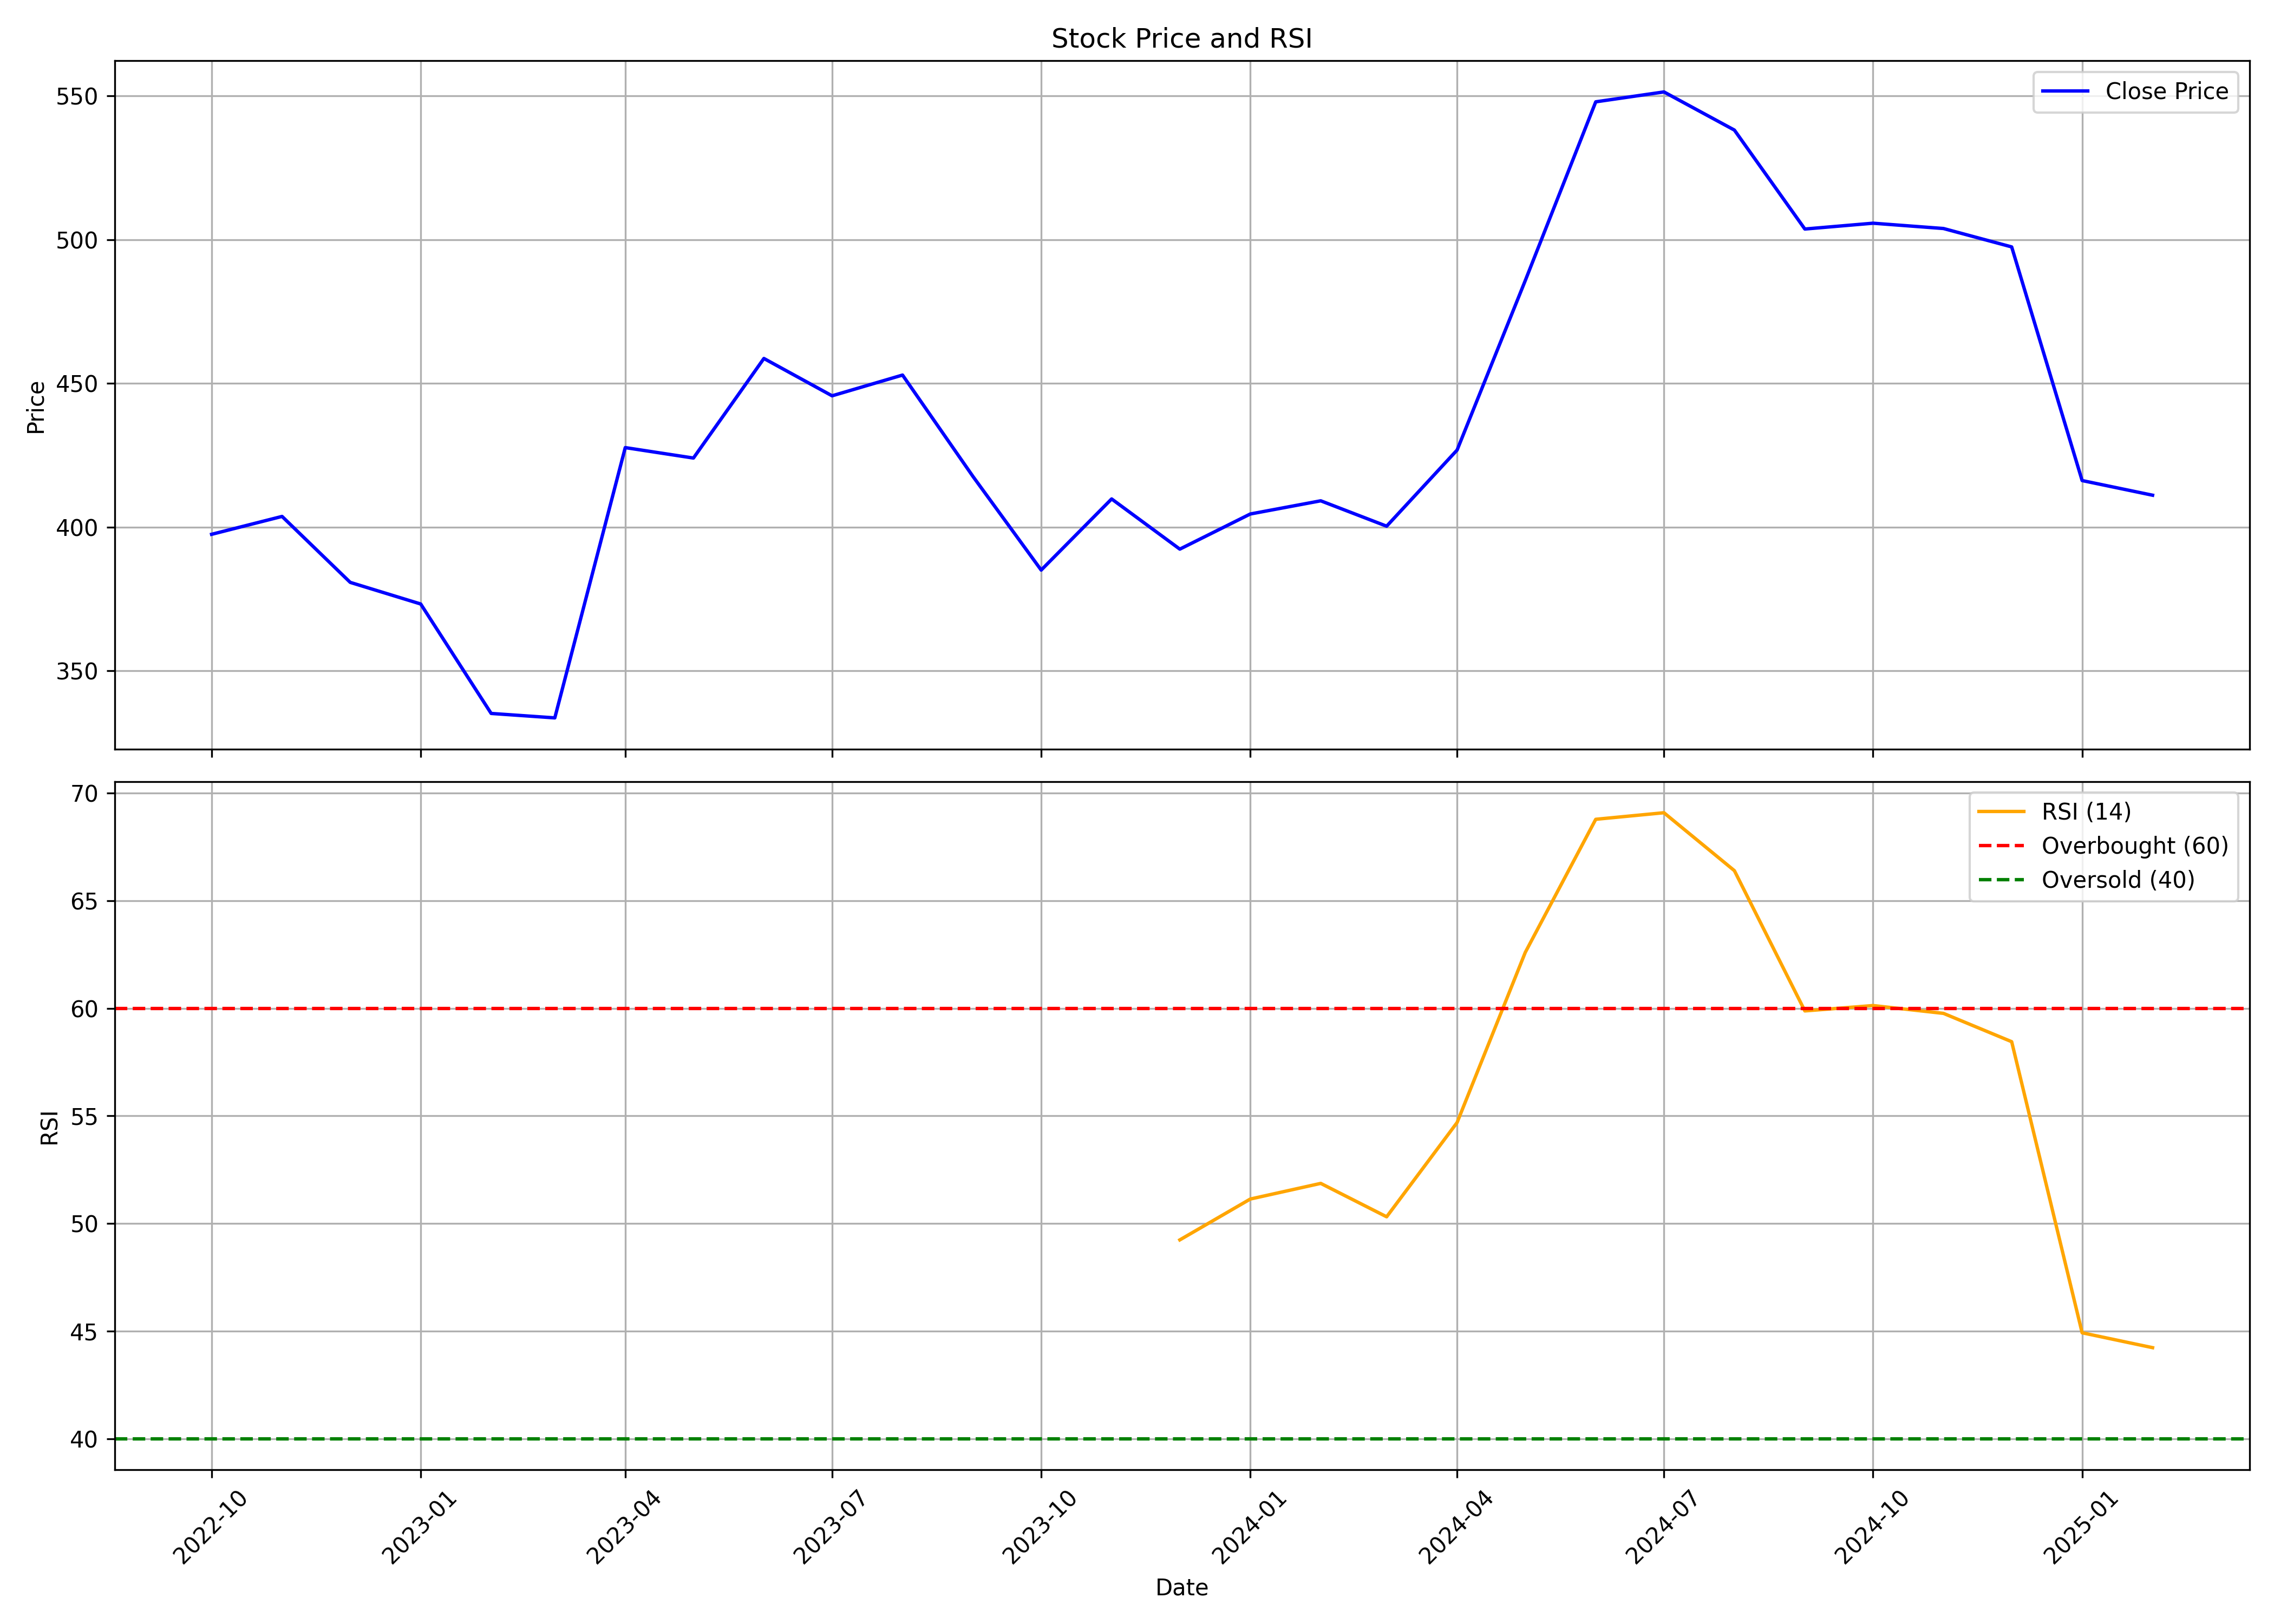 Stock Price and RSI
Close Price
550
500
450
400
350
Price
RSI (14)
Overbought (60)
Oversold (40)
70
65
60
55
50
45
40
RSI
2022-10
2023-01
2023-04
2023-07
2023-10
2024-01
2024-04
2024-07
2024-10
2025-01
Date